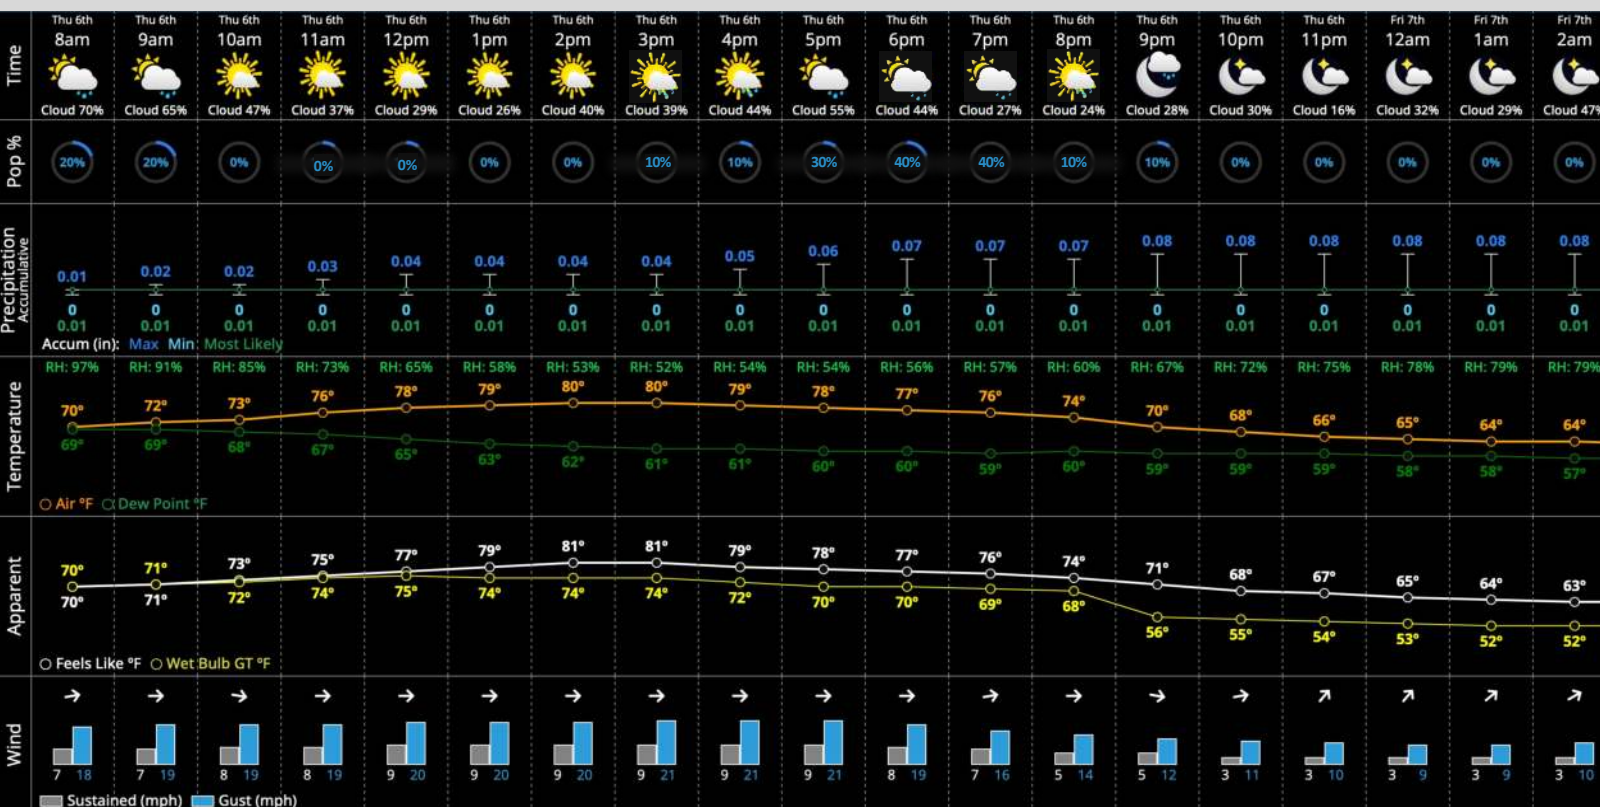 Thu 6th Thu 6th Thu 6th Thu 6th Thu 6th Thu 6th Thu 6th Thu 6th Thu 6th Thu 6th Thu 6th Thu 6th Thu 6th Thu 6th Thu 6th Thu 6th Fri 7th Fri 7th Fri 7th
8am 9am 10am 11am 12pm 1pm 2pm 3pm 4pm 5pm 6pm 7pm 8pm 9pm 10pm 11pm 12am 1am 2am
Time
Cloud 70% Cloud 65% Cloud 47% Cloud 37% Cloud 29% Cloud 26% Cloud 40% Cloud 39% Cloud 44% Cloud 55% Cloud 44% Cloud 27% Cloud 24% Cloud 28% Cloud 30% Cloud 16% Cloud 32% Cloud 29% Cloud 47%
Pop %
20% 20% 0% 0% 0% 0% 0% 10% 10% 30% 40% 40% 10% 10% 0% 0% 0% 0% 0%
Precipitation
Accumulative
0.01 0.02 0.02 0.03 0.04 0.04 0.04 0.04 0.05 0.06 0.07 0.07 0.07 0.08 0.08 0.08 0.08 0.08 0.08
0 0 0 0 0 0 0 0 0 0 0 0 0 0 0 0 0 0 0
0.01 0.01 0.01 0.01 0.01 0.01 0.01 0.01 0.01 0.01 0.01 0.01 0.01 0.01 0.01 0.01 0.01 0.01 0.01
Accum (in): Max Min Most Likely
Temperature
RH: 97% RH: 91% RH: 85% RH: 73% RH: 65% RH: 58% RH: 53% RH: 52% RH: 54% RH: 54% RH: 56% RH: 57% RH: 60% RH: 67% RH: 72% RH: 75% RH: 78% RH: 79% RH: 79%
70° 72° 73° 76° 78° 79° 80° 80° 79° 78° 77° 76° 74° 70° 68° 66° 65° 64° 64°
69° 69° 68° 67° 65° 63° 62° 61° 61° 60° 60° 59° 60° 59° 59° 59° 58° 58° 57°
Air °F Dew Point °F
Apparent
70° 71° 73° 75° 77° 79° 81° 81° 79° 78° 77° 76° 74° 71° 68° 67° 65° 64° 63°
70° 71° 72° 74° 75° 74° 74° 74° 72° 70° 70° 69° 68° 56° 55° 54° 53° 52° 52°
Feels Like °F Wet Bulb GT °F
Wind
7 18 7 19 8 19 8 19 9 20 9 20 9 20 9 21 9 21 9 21 8 19 7 16 5 14 5 12 3 11 3 10 3 9 3 9 3 10
Sustained (mph) Gust (mph)